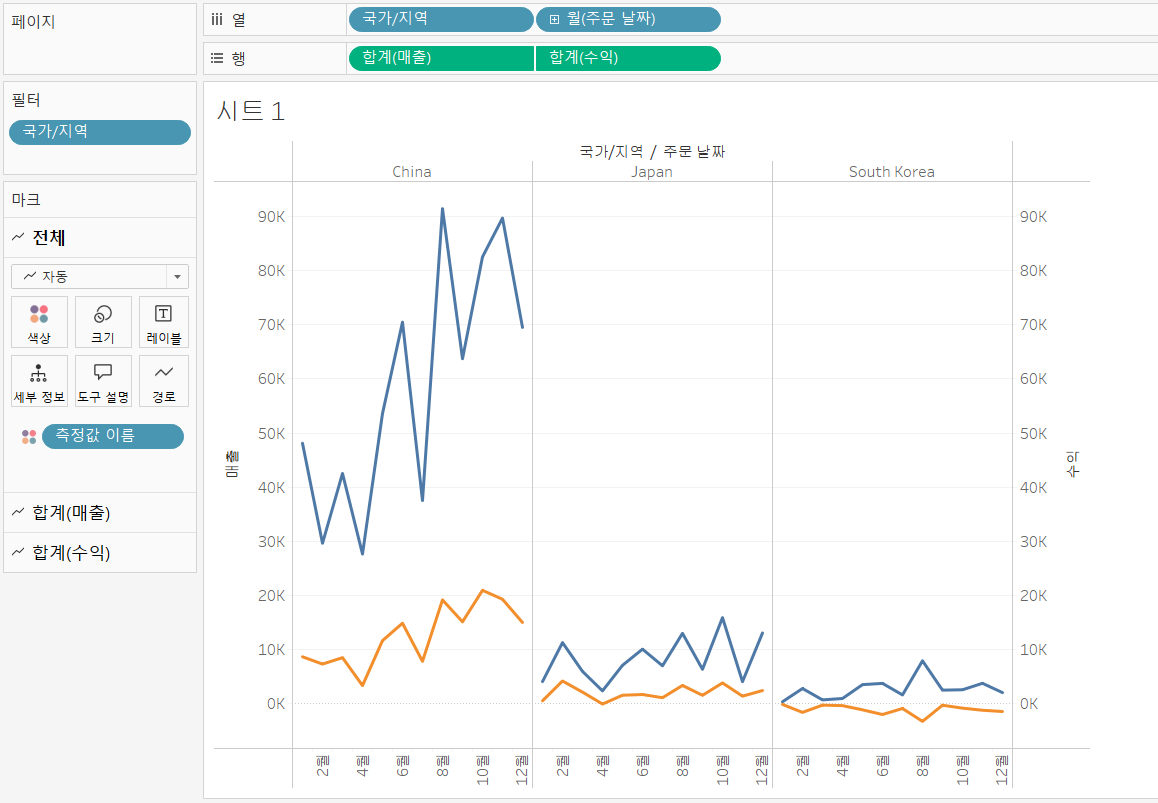 페이지
열
국가/지역
월(주문 날짜)
행
합계(매출)
합계(수익)
필터
국가/지역
마크
전체
자동
색상
크기
레이블
세부 정보
도구 설명
경로
측정값 이름
합계(매출)
합계(수익)
시트 1
국가/지역 / 주문 날짜
China
Japan
South Korea
90K
80K
70K
60K
50K
40K
30K
20K
10K
0K
매출
90K
80K
70K
60K
50K
40K
30K
20K
10K
0K
수익
2월
4월
6월
8월
10월
12월
2월
4월
6월
8월
10월
12월
2월
4월
6월
8월
10월
12월